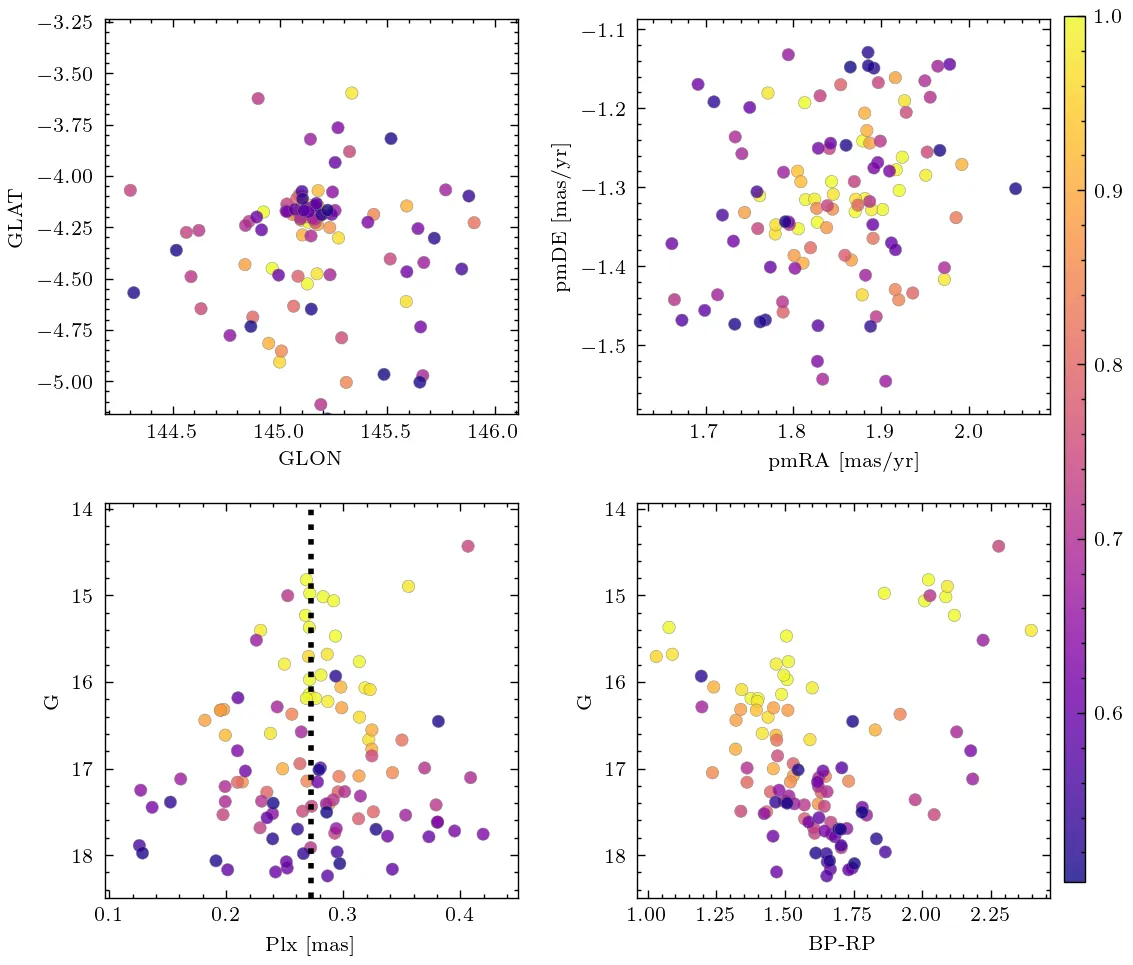 −3.25
−3.50
−3.75
−4.00
−4.25
−4.50
−4.75
−5.00
GLAT
144.5 145.0 145.5 146.0
GLON
−1.1
−1.2
−1.3
−1.4
−1.5
pmDE [mas/yr]
1.7 1.8 1.9 2.0
pmRA [mas/yr]
1.0
0.9
0.8
0.7
0.6
14
15
16
17
18
G
0.1 0.2 0.3 0.4
Plx [mas]
14
15
16
17
18
G
1.00 1.25 1.50 1.75 2.00 2.25
BP-RP